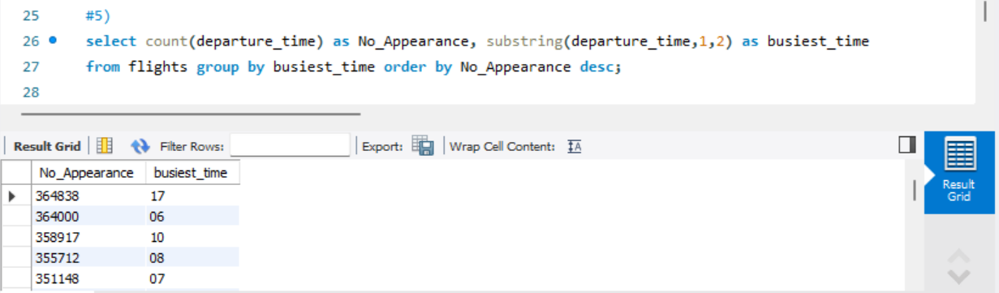 25 #5)
26 select count(departure_time) as No_Appearance, substring(departure_time,1,2) as busiest_time
27 from flights group by busiest_time order by No_Appearance desc;
28
Result Grid Filter Rows: Export: Wrap Cell Content:
No_Appearance busiest_time
364838 17
364000 06
358917 10
355712 08
351148 07
Result
Grid